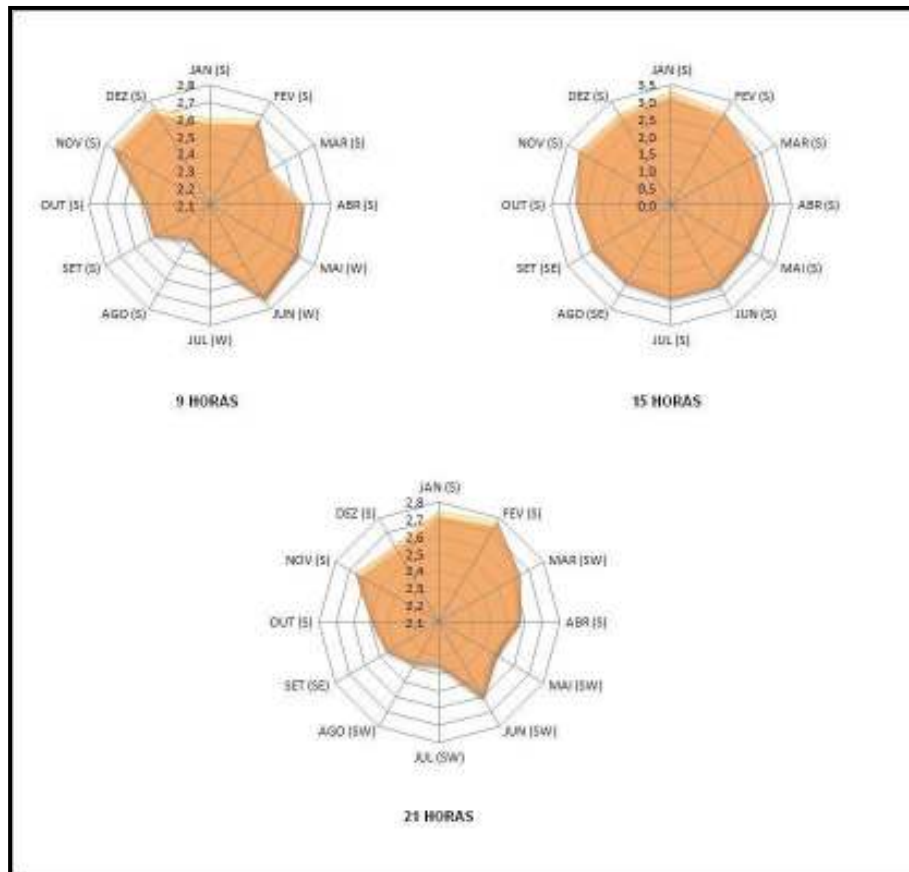 JAN (S)
2,8
DEZ (S)
FEV (S)
2,7
2,6
NOV (S)
2,5
MAR (S)
2,4
2,3
2,2
OUT (S)
2,1
ABR (S)
SET (S)
MAI (W)
AGO (S)
JUN (W)
JUL (W)
9 HORAS
JAN (S)
3,5
DEZ (S)
FEV (S)
3,0
2,5
NOV (S)
2,0
MAR (S)
1,5
1,0
0,5
OUT (S)
0,0
ABR (S)
SET (SE)
MAI (S)
AGO (SE)
JUN (S)
JUL (S)
15 HORAS
JAN (S)
2,8
DEZ (S)
FEV (S)
2,7
2,6
NOV (S)
2,5
MAR (SW)
2,4
2,3
2,2
OUT (S)
2,1
ABR (S)
SET (SE)
MAI (SW)
AGO (SW)
JUN (SW)
JUL (SW)
21 HORAS